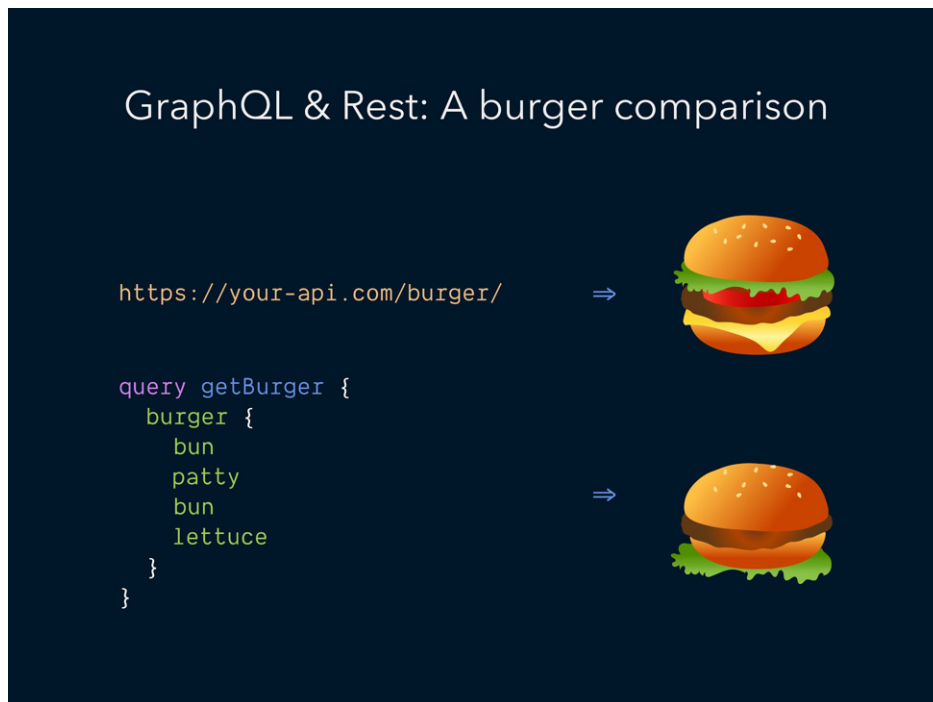 GraphQL & Rest: A burger comparison
https://your-api.com/burger/ ⇒
query getBurger {
burger {
bun
patty
bun ⇒
lettuce
}
}